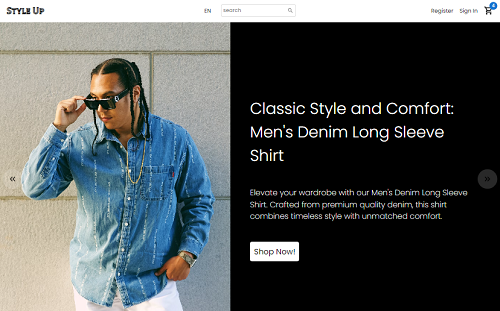 Style Up
EN
search
Register
Sign In
4
«
»
Classic Style and Comfort:
Men's Denim Long Sleeve
Shirt
Elevate your wardrobe with our Men's Denim Long Sleeve
Shirt. Crafted from premium quality denim, this shirt
combines timeless style with unmatched comfort.
Shop Now!